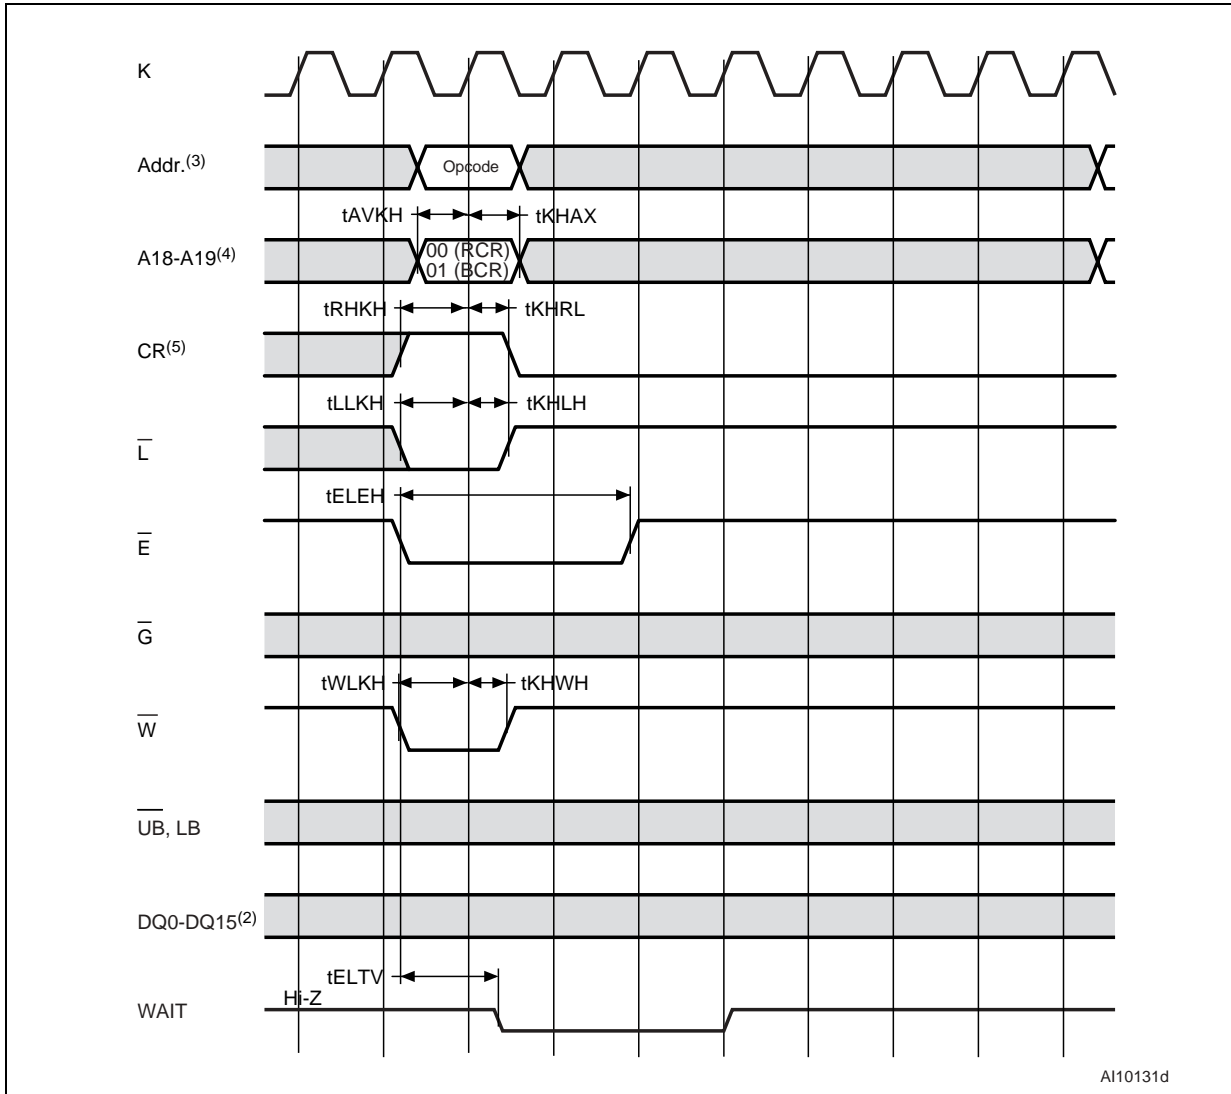 K
Addr.(3)
Opcode
tAVKH
tKHAX
A18-A19(4)
00 (RCR)
01 (BCR)
tRHKH
tKHRL
CR(5)
tLLKH
tKHLH
L
tELEH
E
G
tWLKH
tKHWH
W
UB, LB
DQ0-DQ15(2)
tELTV
Hi-Z
WAIT
AI10131d